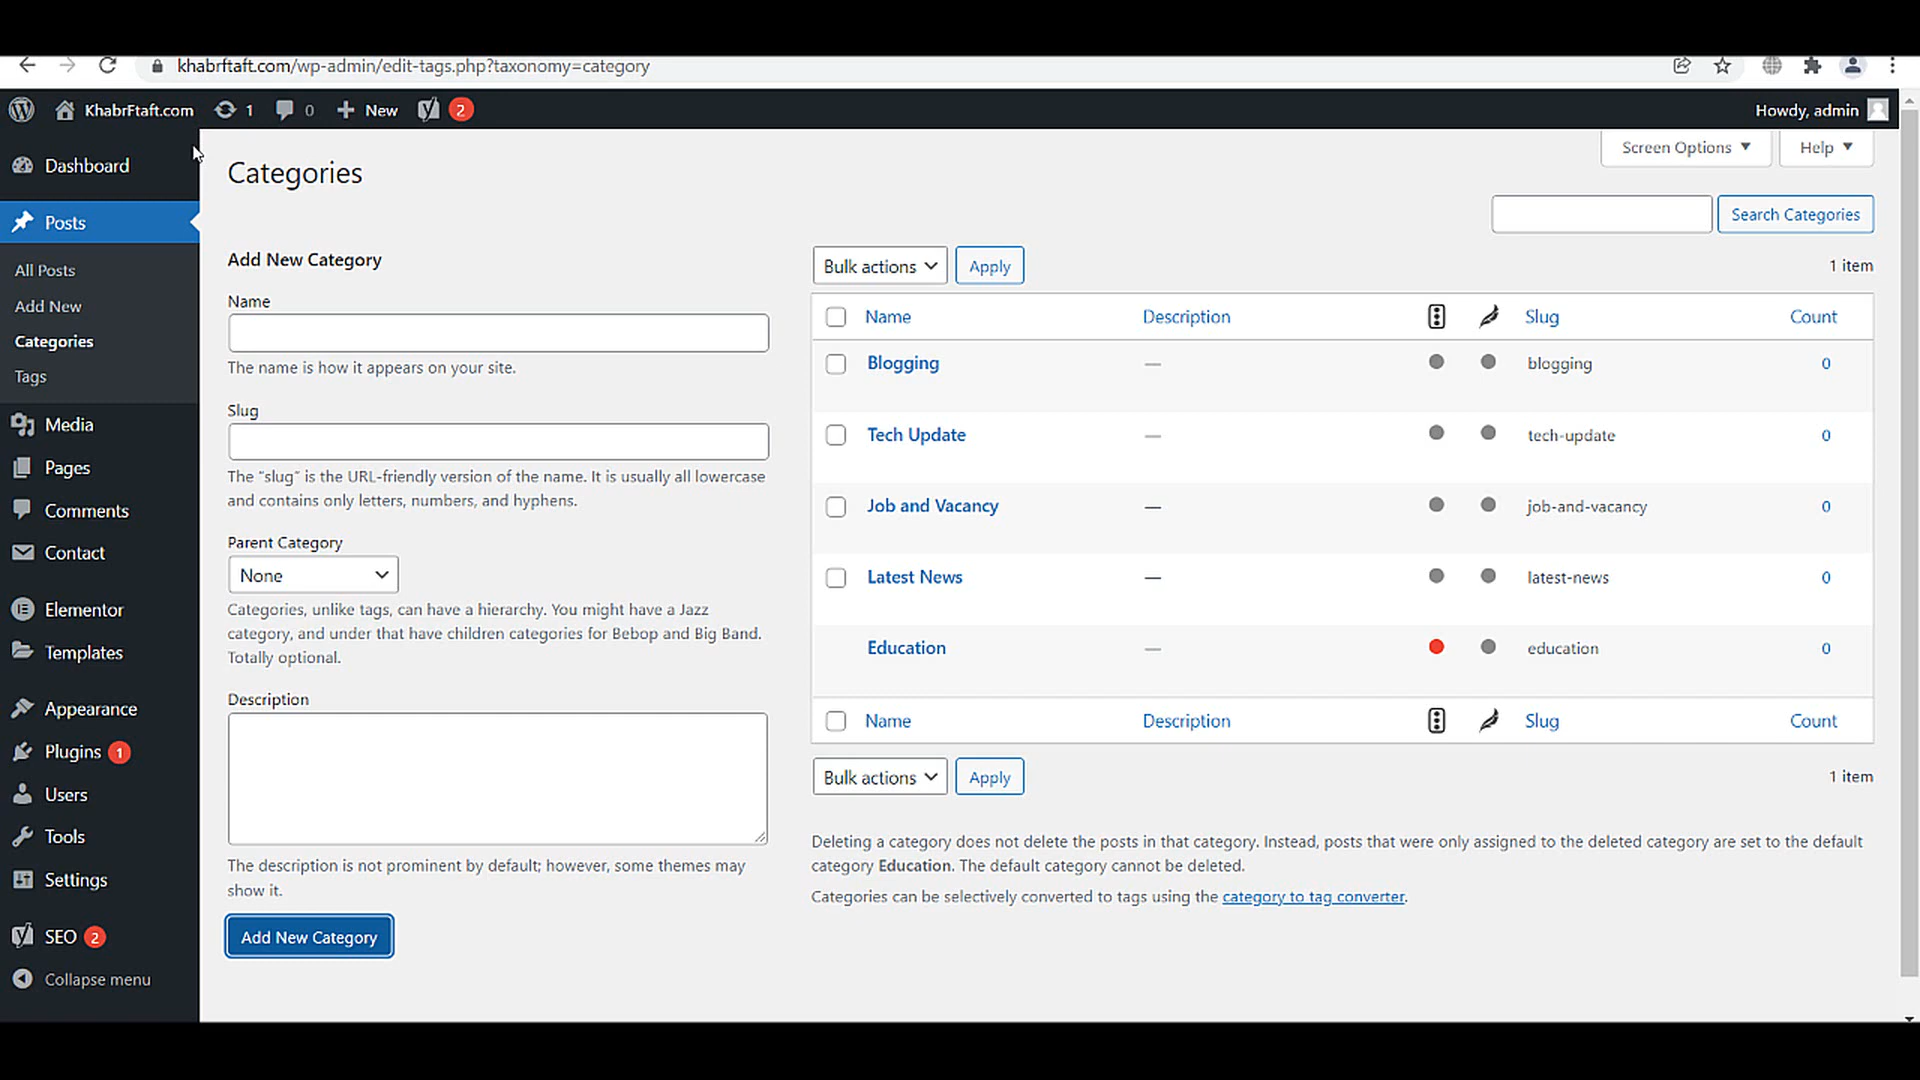 khabrftaft.com/wp-admin/edit-tags.php?taxonomy=category
KhabrFtaft.com 1 0 New 2 Howdy, admin
Screen Options Help
Dashboard
Posts
All Posts
Add New
Categories
Tags
Media
Pages
Comments
Contact
Elementor
Templates
Appearance
Plugins 1
Users
Tools
Settings
SEO 2
Collapse menu
Categories
Search Categories
Add New Category
Name
The name is how it appears on your site.
Slug
The “slug” is the URL-friendly version of the name. It is usually all lowercase
and contains only letters, numbers, and hyphens.
Parent Category
None
Categories, unlike tags, can have a hierarchy. You might have a Jazz
category, and under that have children categories for Bebop and Big Band.
Totally optional.
Description
The description is not prominent by default; however, some themes may
show it.
Add New Category
Bulk actions Apply 1 item
Name Description Slug Count
Blogging — blogging 0
Tech Update — tech-update 0
Job and Vacancy — job-and-vacancy 0
Latest News — latest-news 0
Education — education 0
Name Description Slug Count
Bulk actions Apply 1 item
Deleting a category does not delete the posts in that category. Instead, posts that were only assigned to the deleted category are set to the default
category Education. The default category cannot be deleted.
Categories can be selectively converted to tags using the category to tag converter.